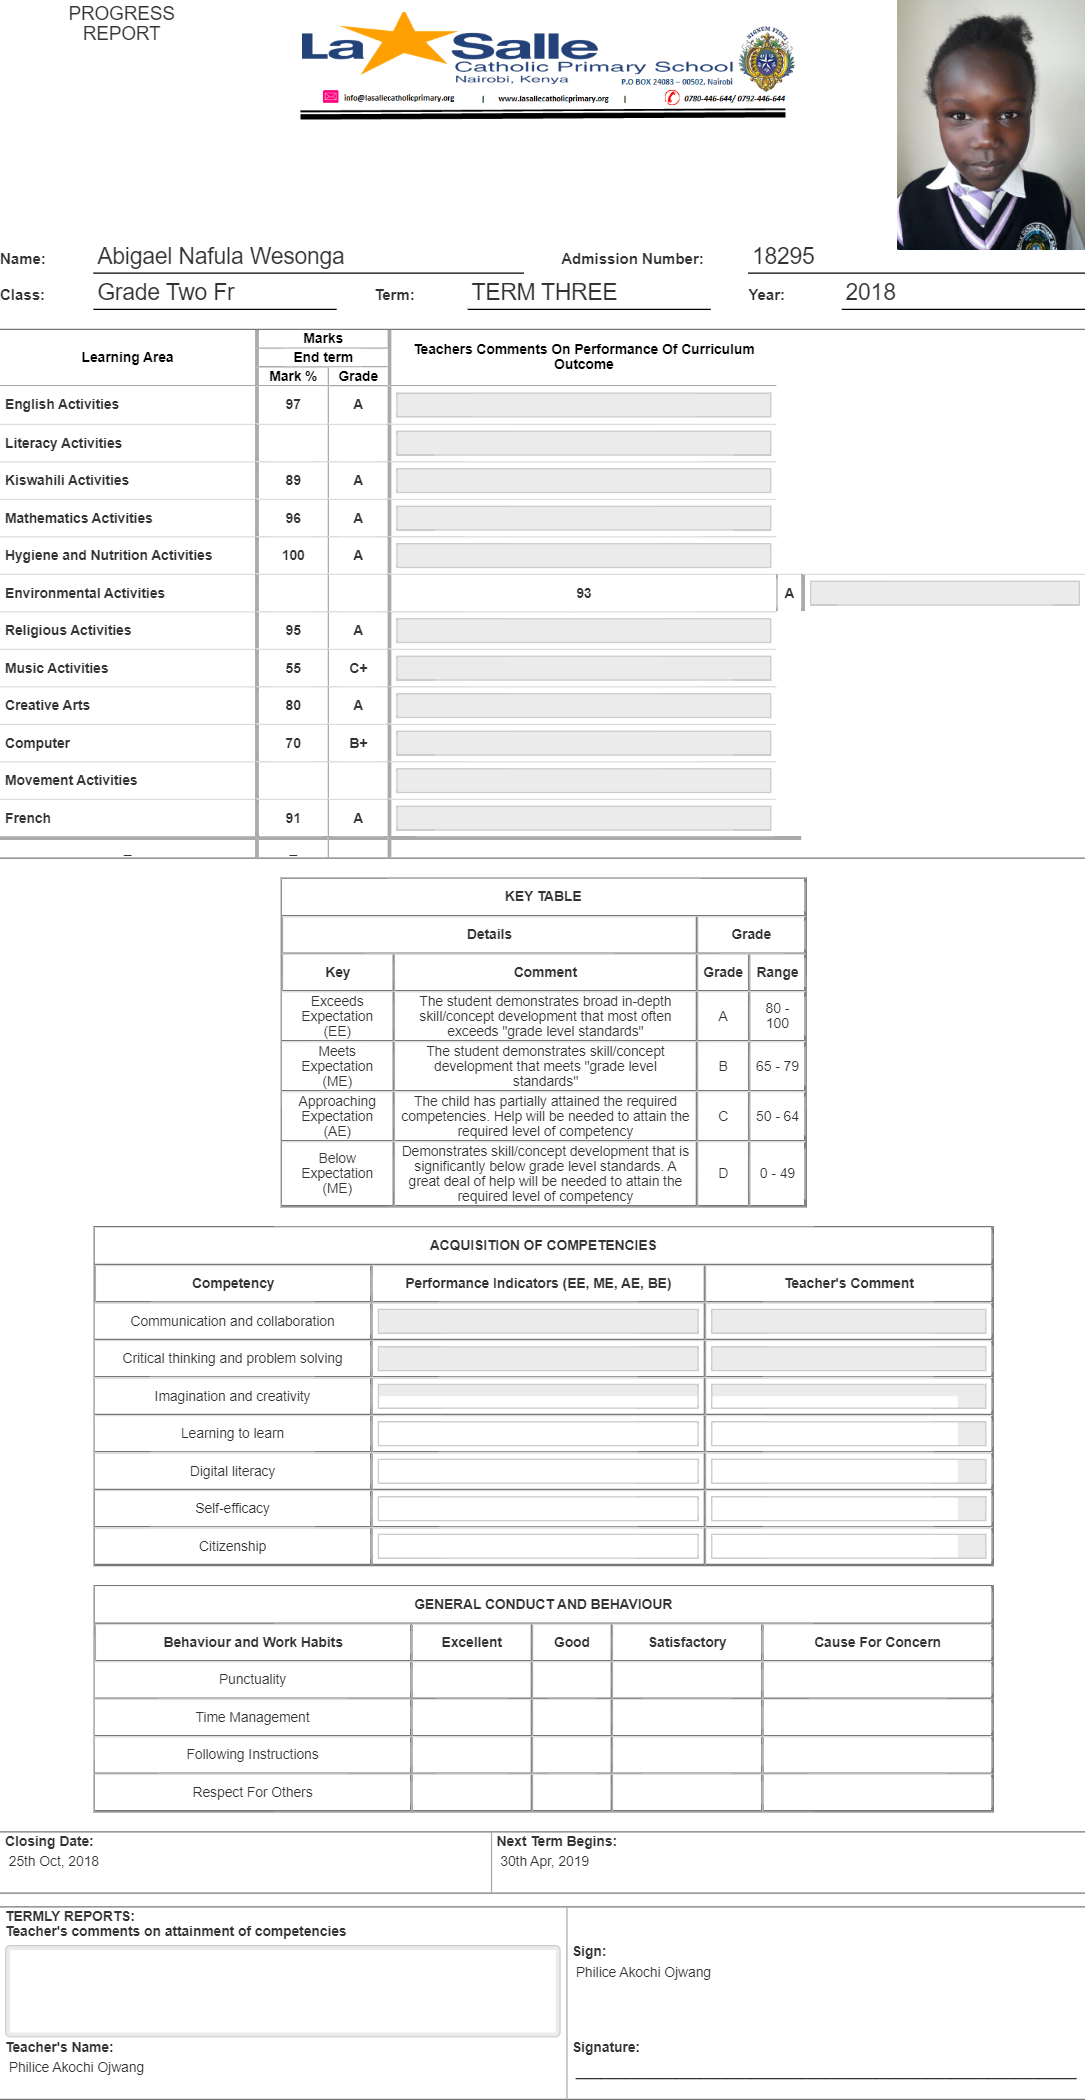 PROGRESS
REPORT
La Salle
Catholic Primary School
Nairobi, Kenya
P.O BOX 24083 – 00502. Nairobi
SIGNUM FIDEI
info@lasallecatholicprimary.org | www.lasallecatholicprimary.org | 0780-446-644/ 0792-446-644
Name: Abigael Nafula Wesonga Admission Number: 18295
Class: Grade Two Fr Term: TERM THREE Year: 2018
Learning Area Marks Teachers Comments On Performance Of Curriculum Outcome
End term
Mark % Grade
English Activities 97 A
Literacy Activities
Kiswahili Activities 89 A
Mathematics Activities 96 A
Hygiene and Nutrition Activities 100 A
Environmental Activities 93 A
Religious Activities 95 A
Music Activities 55 C+
Creative Arts 80 A
Computer 70 B+
Movement Activities
French 91 A
_ _
KEY TABLE
Details Grade
Key Comment Grade Range
Exceeds Expectation (EE) The student demonstrates broad in-depth skill/concept development that most often exceeds "grade level standards" A 80 - 100
Meets Expectation (ME) The student demonstrates skill/concept development that meets "grade level standards" B 65 - 79
Approaching Expectation (AE) The child has partially attained the required competencies. Help will be needed to attain the required level of competency C 50 - 64
Below Expectation (ME) Demonstrates skill/concept development that is significantly below grade level standards. A great deal of help will be needed to attain the required level of competency D 0 - 49
ACQUISITION OF COMPETENCIES
Competency Performance Indicators (EE, ME, AE, BE) Teacher's Comment
Communication and collaboration
Critical thinking and problem solving
Imagination and creativity
Learning to learn
Digital literacy
Self-efficacy
Citizenship
GENERAL CONDUCT AND BEHAVIOUR
Behaviour and Work Habits Excellent Good Satisfactory Cause For Concern
Punctuality
Time Management
Following Instructions
Respect For Others
Closing Date: Next Term Begins:
25th Oct, 2018 30th Apr, 2019
TERMLY REPORTS:
Teacher's comments on attainment of competencies
Sign:
Philice Akochi Ojwang
Teacher's Name: Signature:
Philice Akochi Ojwang